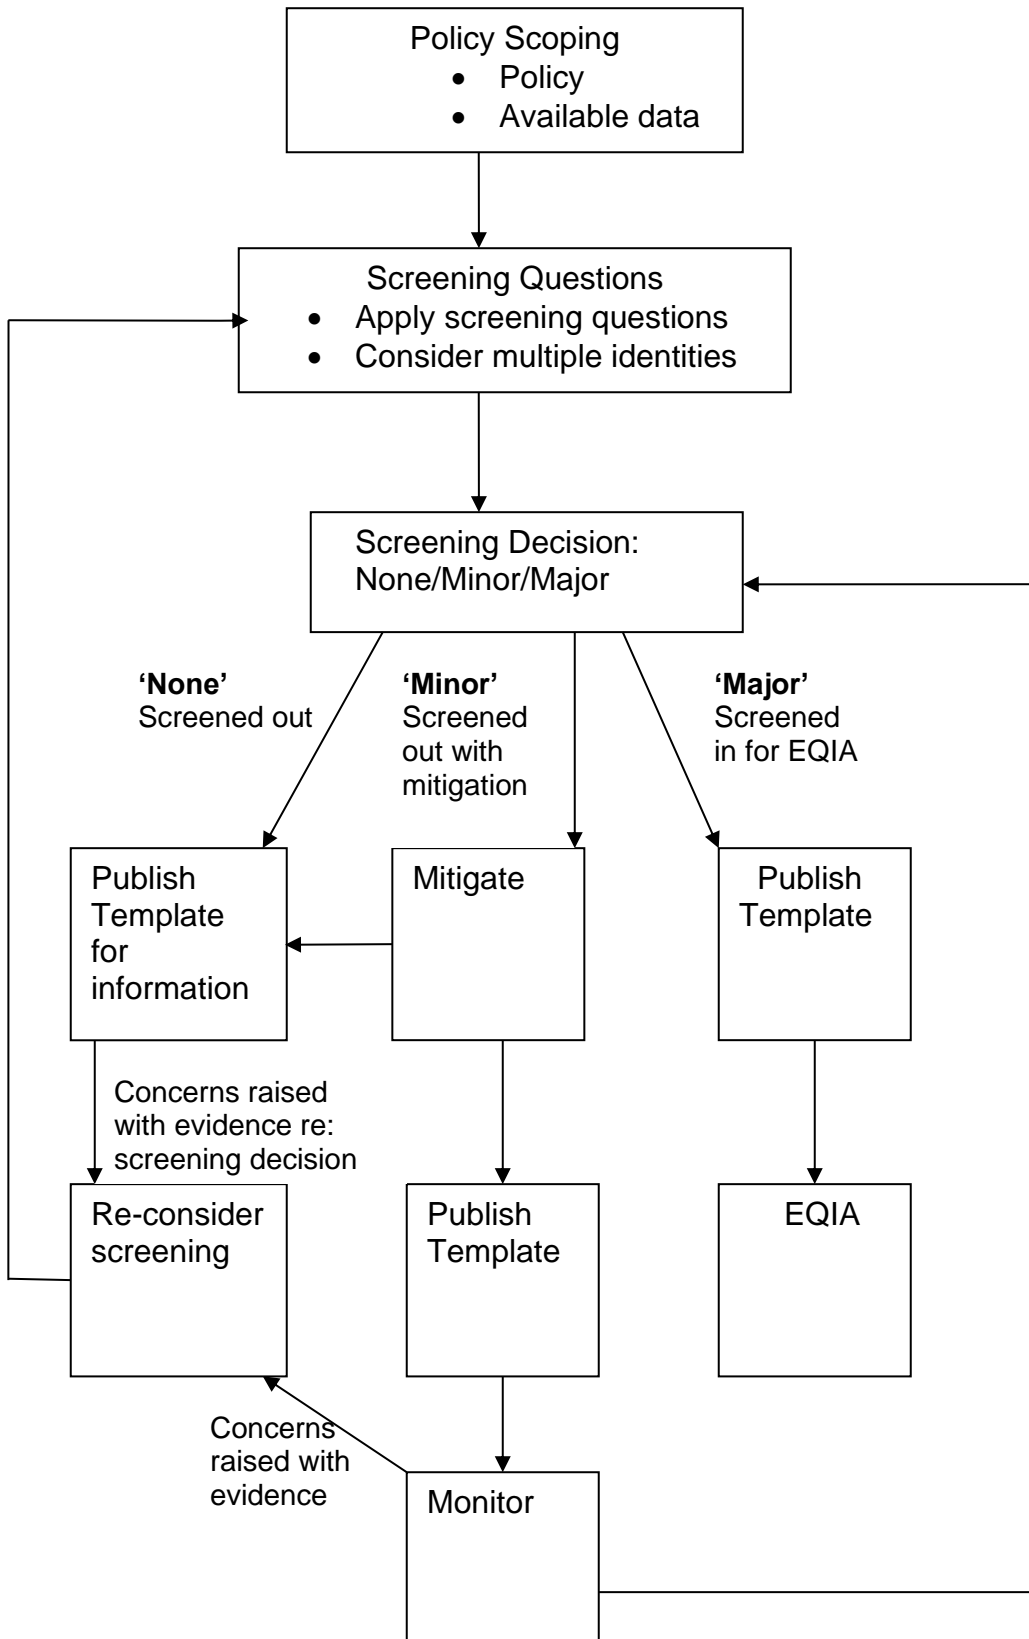 Policy Scoping
• Policy
• Available data
Screening Questions
• Apply screening questions
• Consider multiple identities
Screening Decision:
None/Minor/Major
‘None’
Screened out
‘Minor’
Screened
out with
mitigation
‘Major’
Screened
in for EQIA
Publish
Template
for
information
Mitigate
Publish
Template
Concerns raised
with evidence re:
screening decision
Re-consider
screening
Publish
Template
EQIA
Concerns
raised with
evidence
Monitor